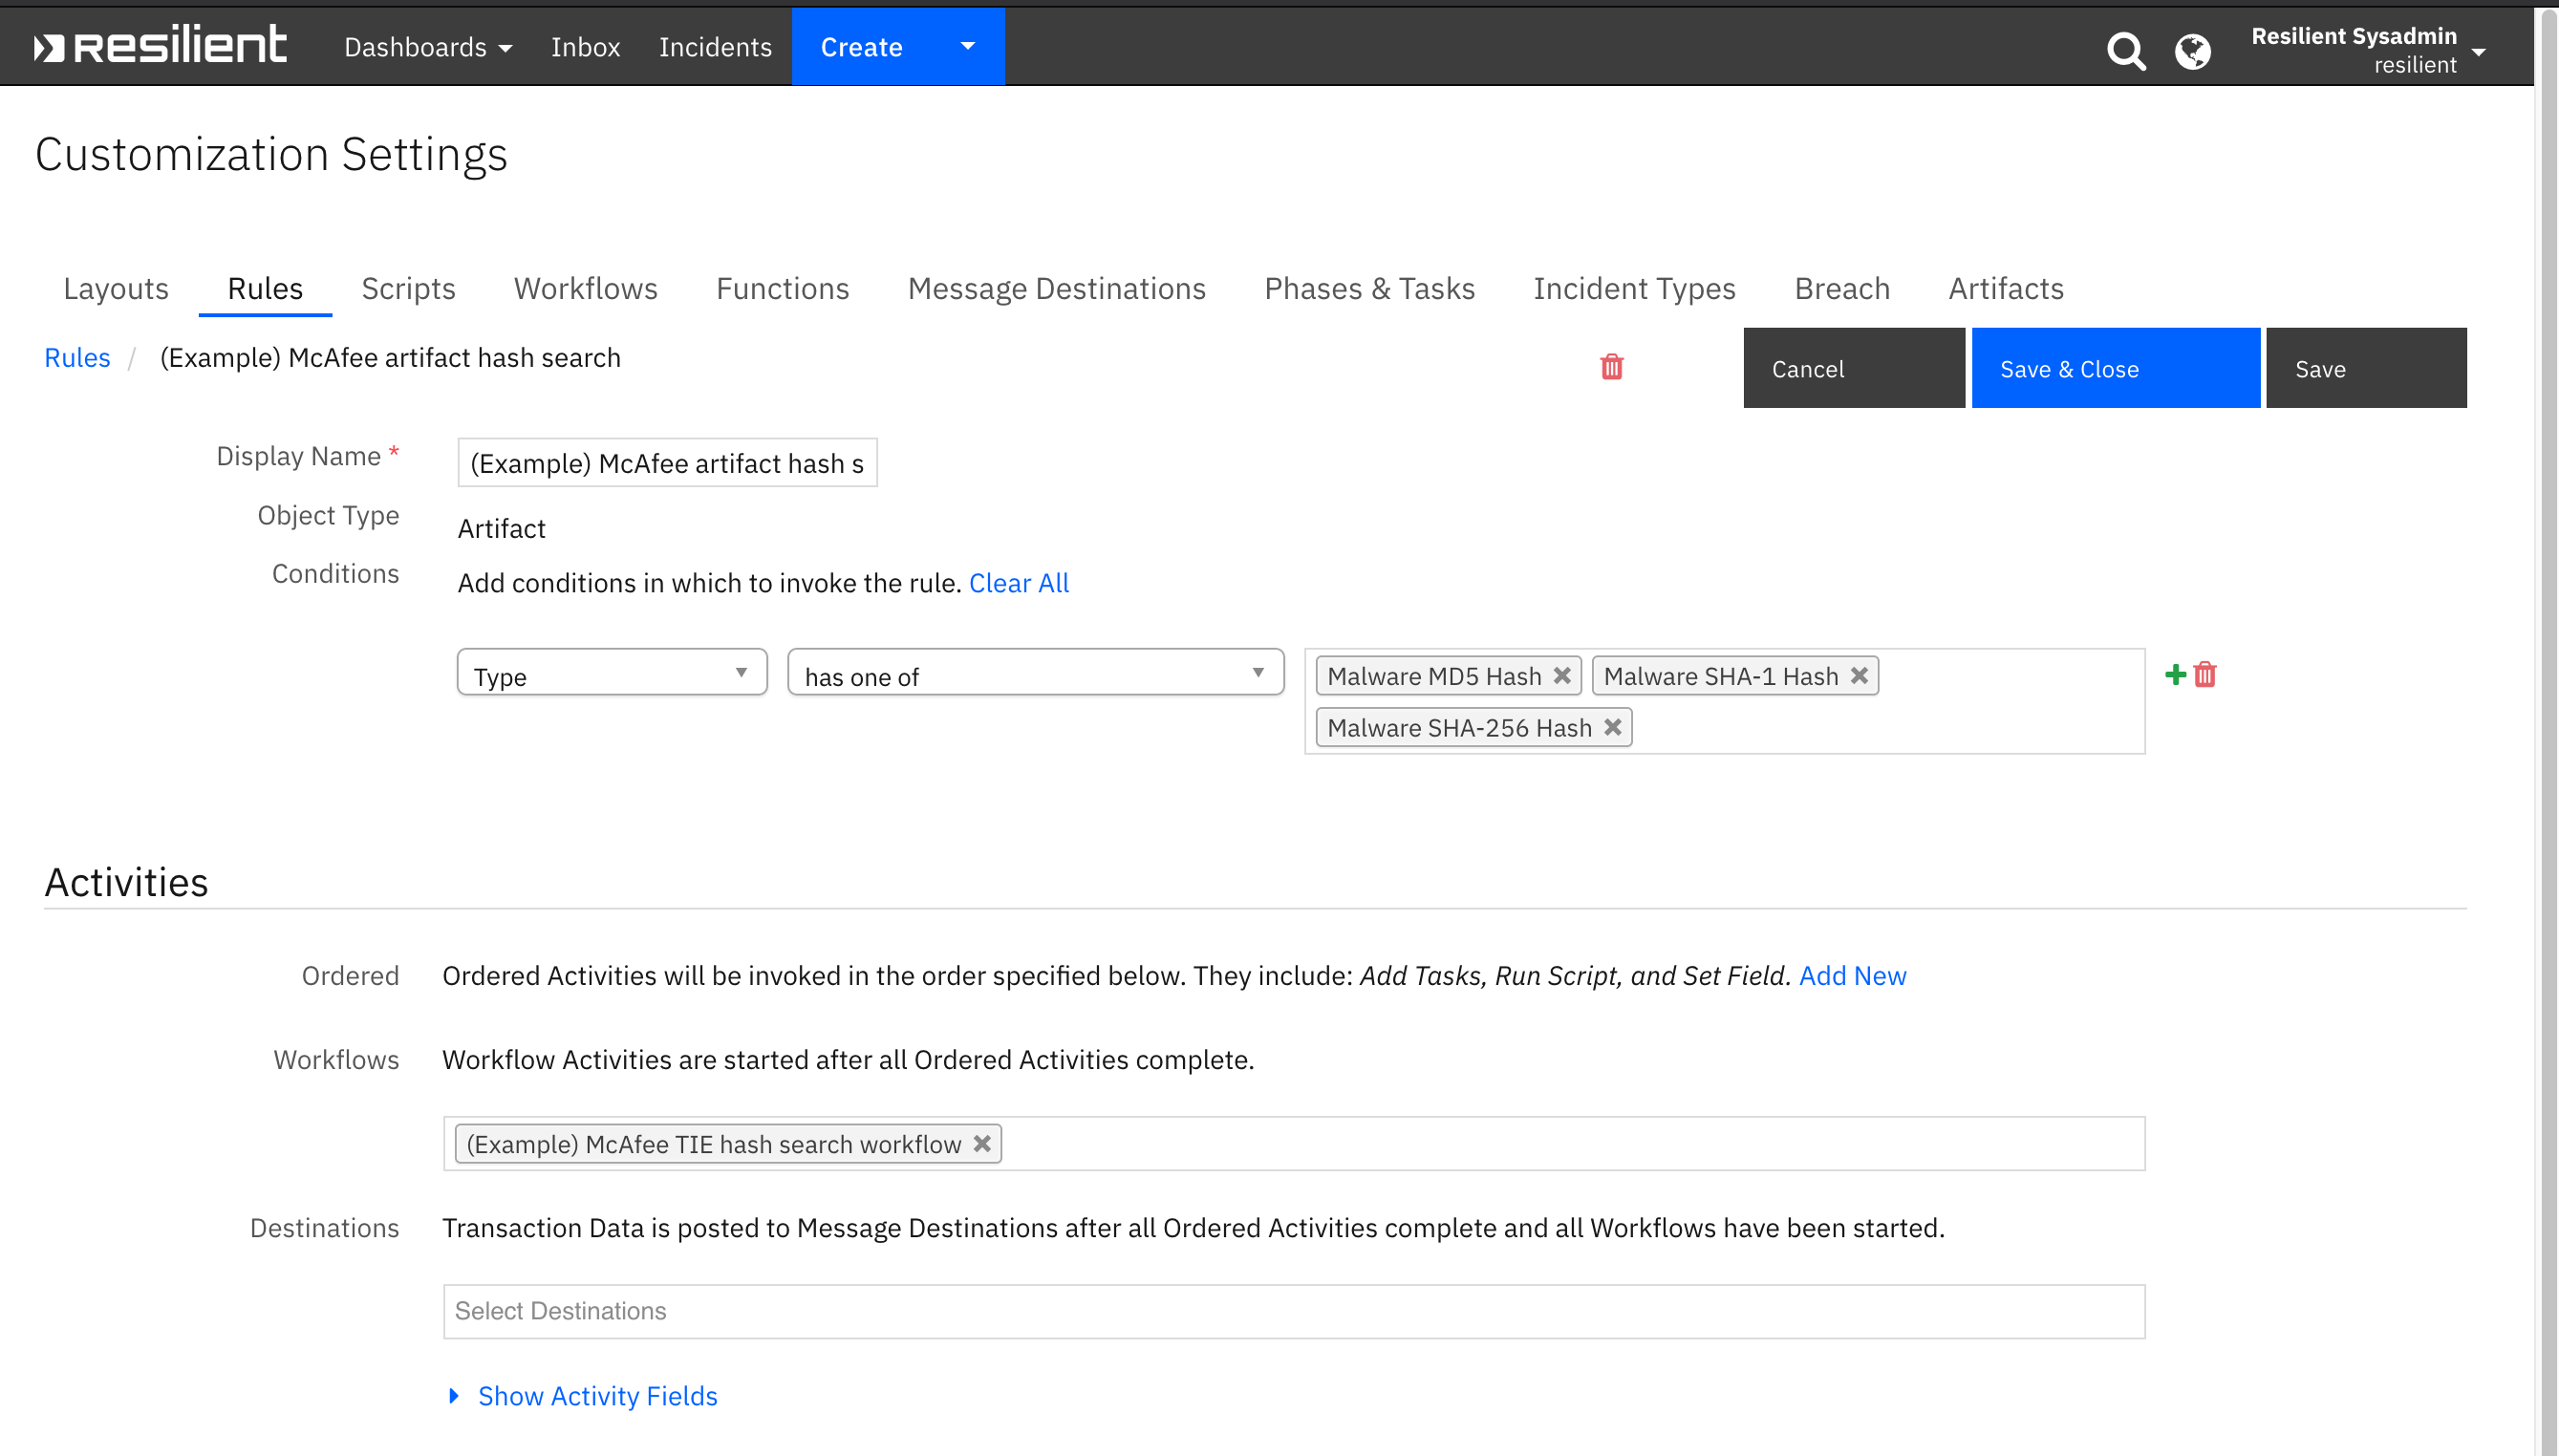 resilient Dashboards Inbox Incidents Create Resilient Sysadmin
resilient
Customization Settings
Layouts Rules Scripts Workflows Functions Message Destinations Phases & Tasks Incident Types Breach Artifacts
Rules / (Example) McAfee artifact hash search Cancel Save & Close Save
Display Name * (Example) McAfee artifact hash s
Object Type Artifact
Conditions Add conditions in which to invoke the rule. Clear All
Type has one of Malware MD5 Hash Malware SHA-1 Hash
Malware SHA-256 Hash
Activities
Ordered Ordered Activities will be invoked in the order specified below. They include: Add Tasks, Run Script, and Set Field. Add New
Workflows Workflow Activities are started after all Ordered Activities complete.
(Example) McAfee TIE hash search workflow
Destinations Transaction Data is posted to Message Destinations after all Ordered Activities complete and all Workflows have been started.
Select Destinations
Show Activity Fields